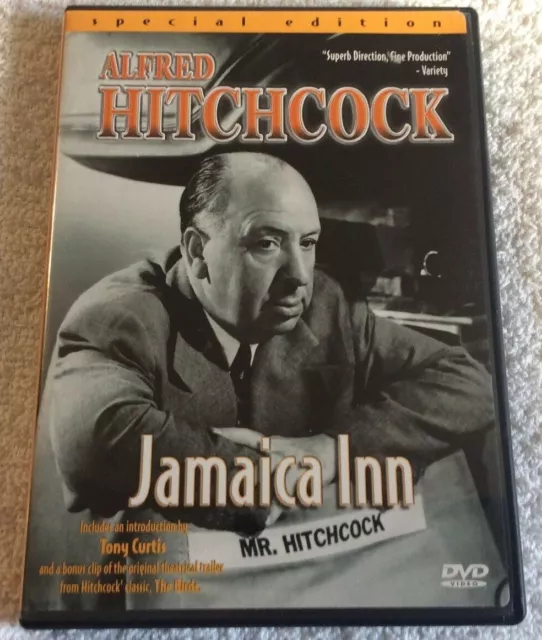 special edition
"Superb Direction, Fine Production"
- Variety
ALFRED
HITCHCOCK
Jamaica Inn
Includes an introduction by
Tony Curtis
and a bonus clip of the original theatrical trailer
from Hitchcock' classic, The Birds.
MR. HITCHCOCK
DVD
VIDEO